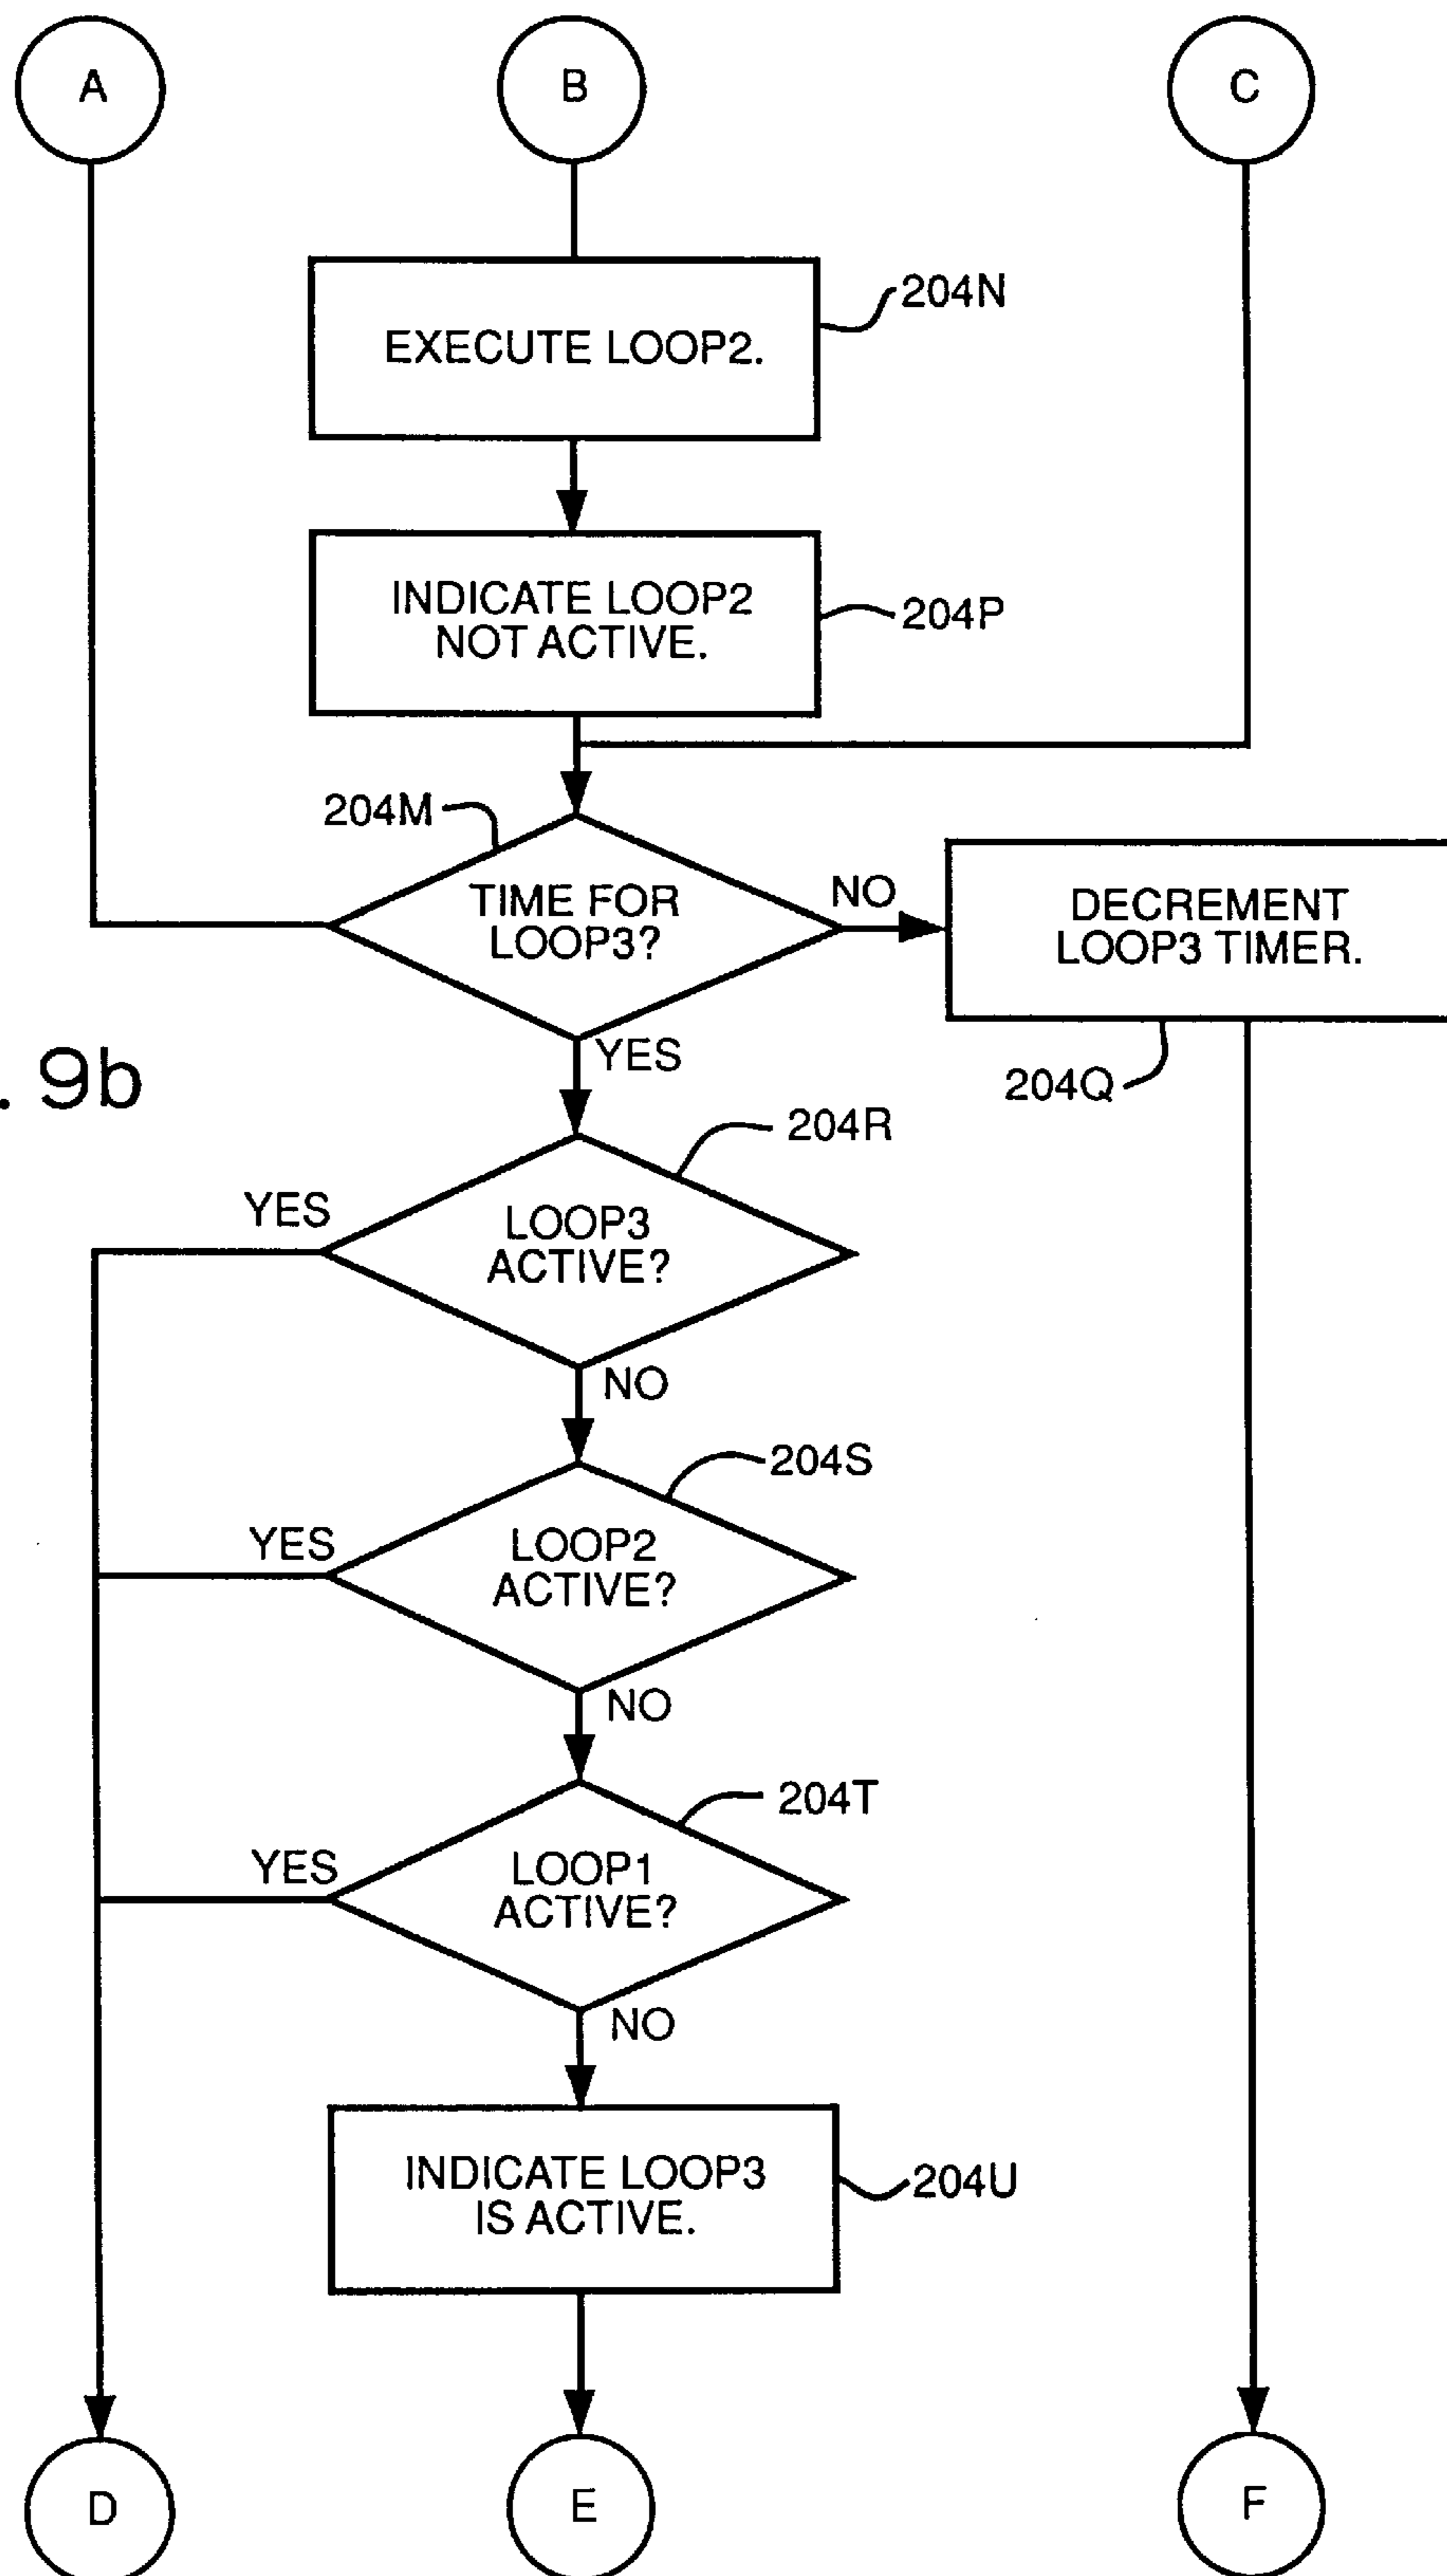 A
B
C
EXECUTE LOOP2.
204N
INDICATE LOOP2
NOT ACTIVE.
204P
204M
TIME FOR
LOOP3?
NO
DECREMENT
LOOP3 TIMER.
204Q
YES
. 9b
204R
YES
LOOP3
ACTIVE?
NO
204S
YES
LOOP2
ACTIVE?
NO
204T
YES
LOOP1
ACTIVE?
NO
INDICATE LOOP3
IS ACTIVE.
204U
D
E
F